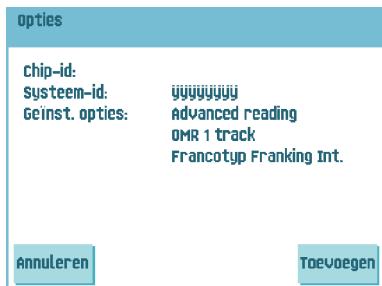 Opties
Chip-id:
Systeem-id: ÿÿÿÿÿÿÿÿ
Geïnst. opties: Advanced reading
OMR 1 track
Francotyp Franking Int.
Annuleren Toevoegen